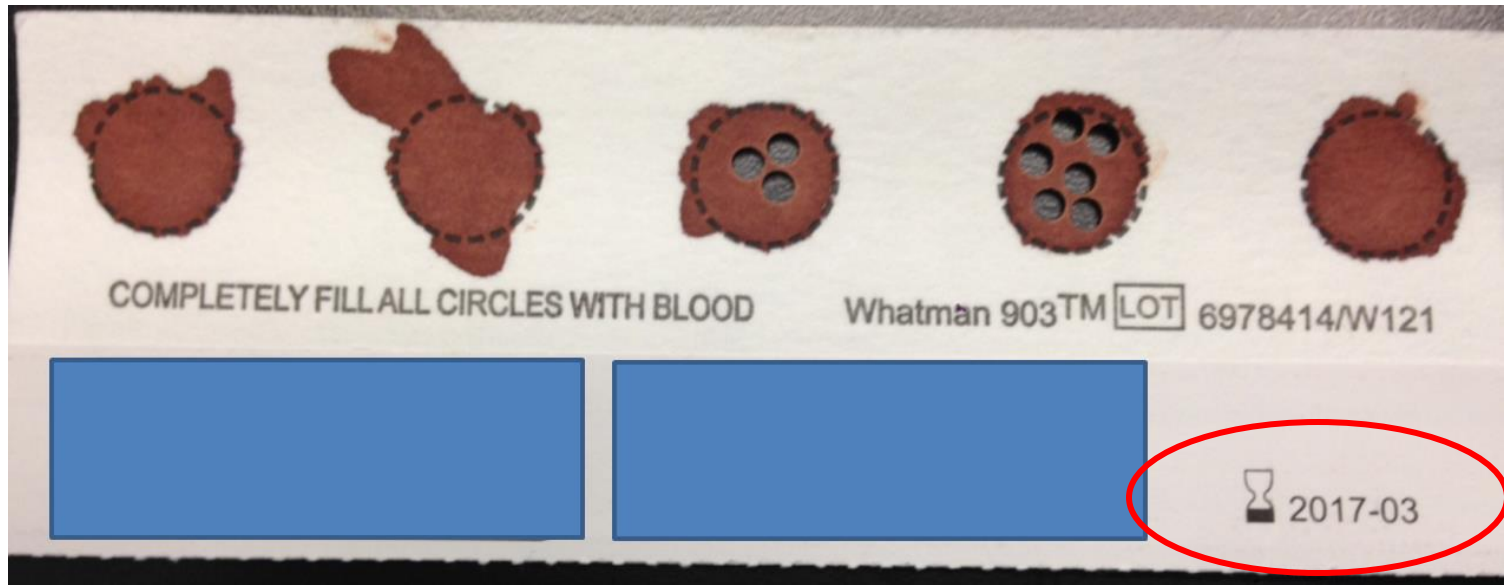 COMPLETELY FILL ALL CIRCLES WITH BLOOD
Whatman 903™ LOT 6978414/W121
2017-03